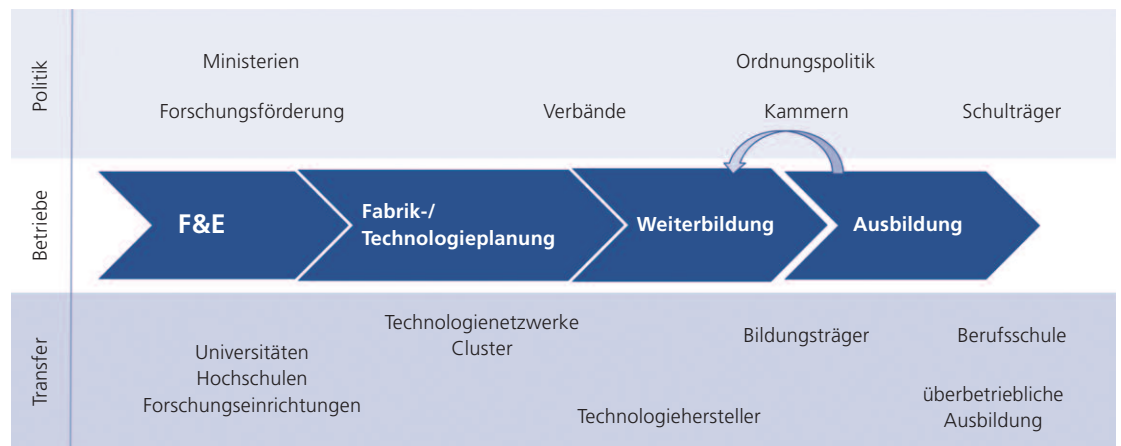 Politik
Ministerien
Ordnungspolitik
Forschungsförderung
Verbände
Kammern
Schulträger
Betriebe
F&E
Fabrik-/
Technologieplanung
Weiterbildung
Ausbildung
Transfer
Universitäten
Hochschulen
Forschungseinrichtungen
Technologienetzwerke
Cluster
Technologiehersteller
Bildungsträger
Berufsschule
überbetriebliche
Ausbildung